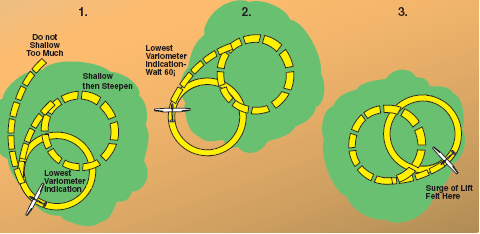 1.
Do not
Shallow
Too Much
Shallow
then Steepen
Lowest
Variometer
Indication
2.
Lowest
Variometer
Indication-
Wait 60¡
3.
Surge of Lift
Felt Here